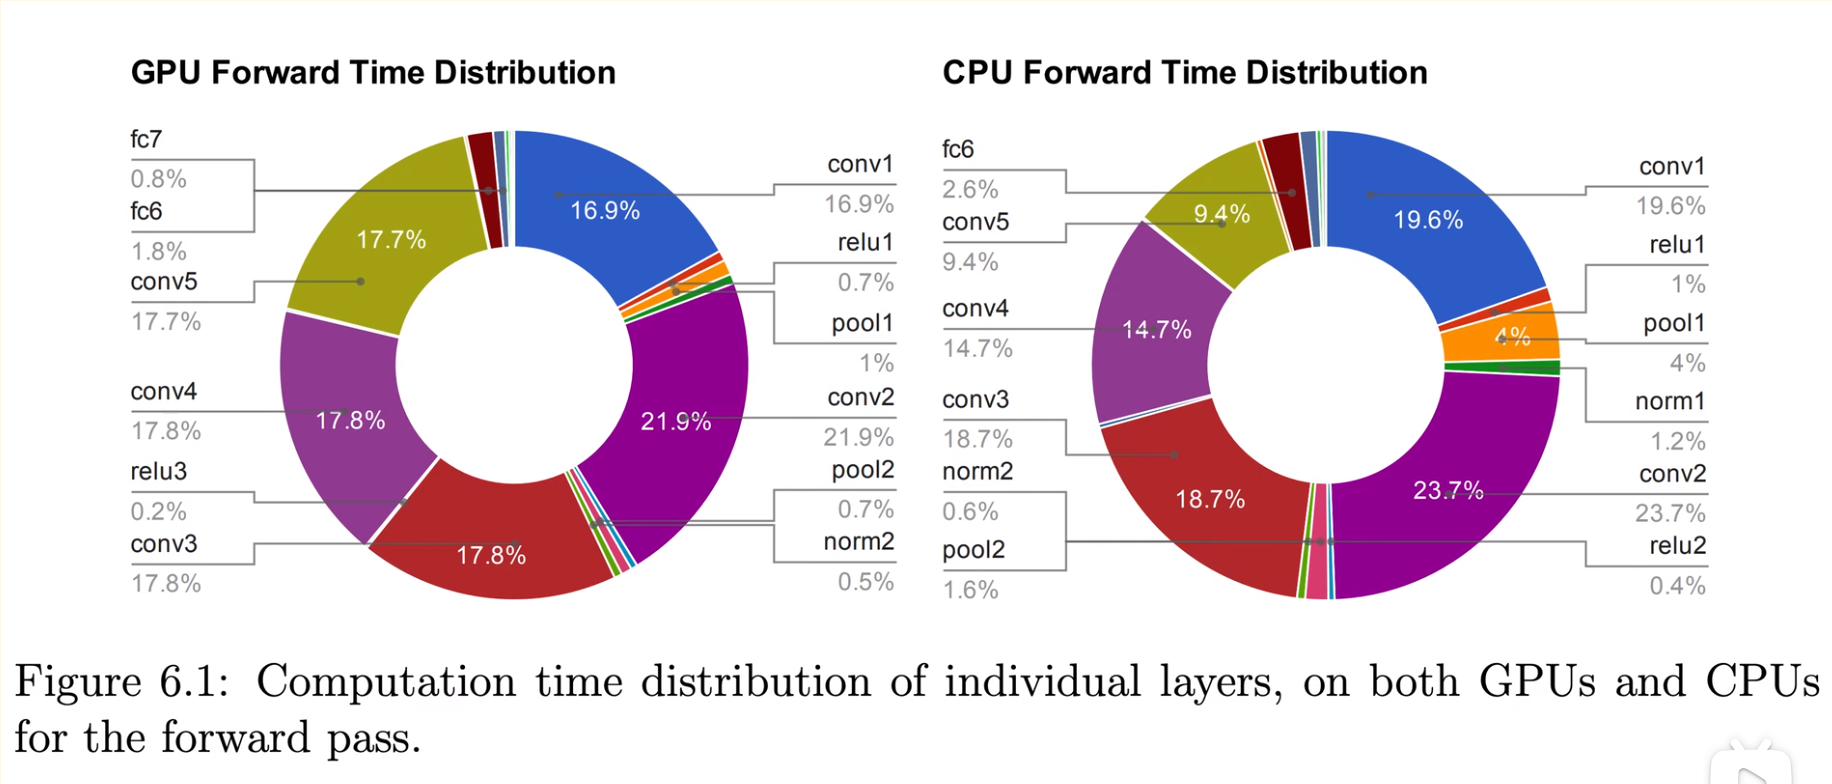 GPU Forward Time Distribution
fc7
0.8%
fc6
1.8%
conv5
17.7%
conv4
17.8%
relu3
0.2%
conv3
17.8%
16.9%
17.7%
17.8%
21.9%
17.8%
conv1
16.9%
relu1
0.7%
pool1
1%
conv2
21.9%
pool2
0.7%
norm2
0.5%
CPU Forward Time Distribution
fc6
2.6%
conv5
9.4%
conv4
14.7%
conv3
18.7%
norm2
0.6%
pool2
1.6%
9.4%
19.6%
14.7%
4%
23.7%
18.7%
conv1
19.6%
relu1
1%
pool1
4%
norm1
1.2%
conv2
23.7%
relu2
0.4%
Figure 6.1: Computation time distribution of individual layers, on both GPUs and CPUs
for the forward pass.